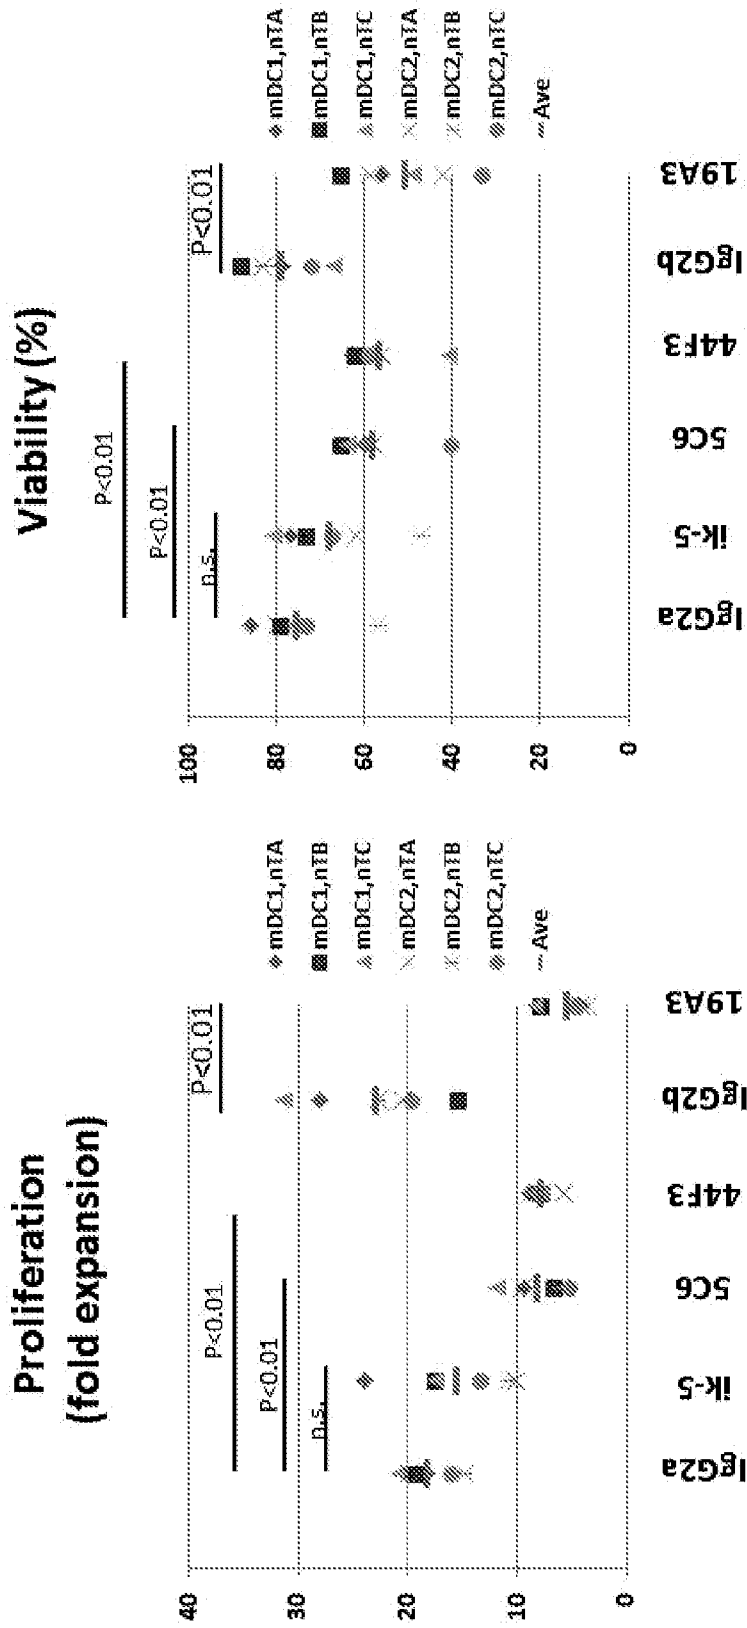 Proliferation
(fold expansion)
P<0.01
P<0.01
P<0.01
n.s.
40
30
20
10
0
IgG2a
ik-5
5C6
44F3
IgG2b
19A3
mDC1,nTA
mDC1,nTB
mDC1,nTC
mDC2,nTA
mDC2,nTB
mDC2,nTC
Ave
Viability (%)
P<0.01
P<0.01
P<0.01
n.s.
100
80
60
40
20
0
IgG2a
ik-5
5C6
44F3
IgG2b
19A3
mDC1,nTA
mDC1,nTB
mDC1,nTC
mDC2,nTA
mDC2,nTB
mDC2,nTC
Ave